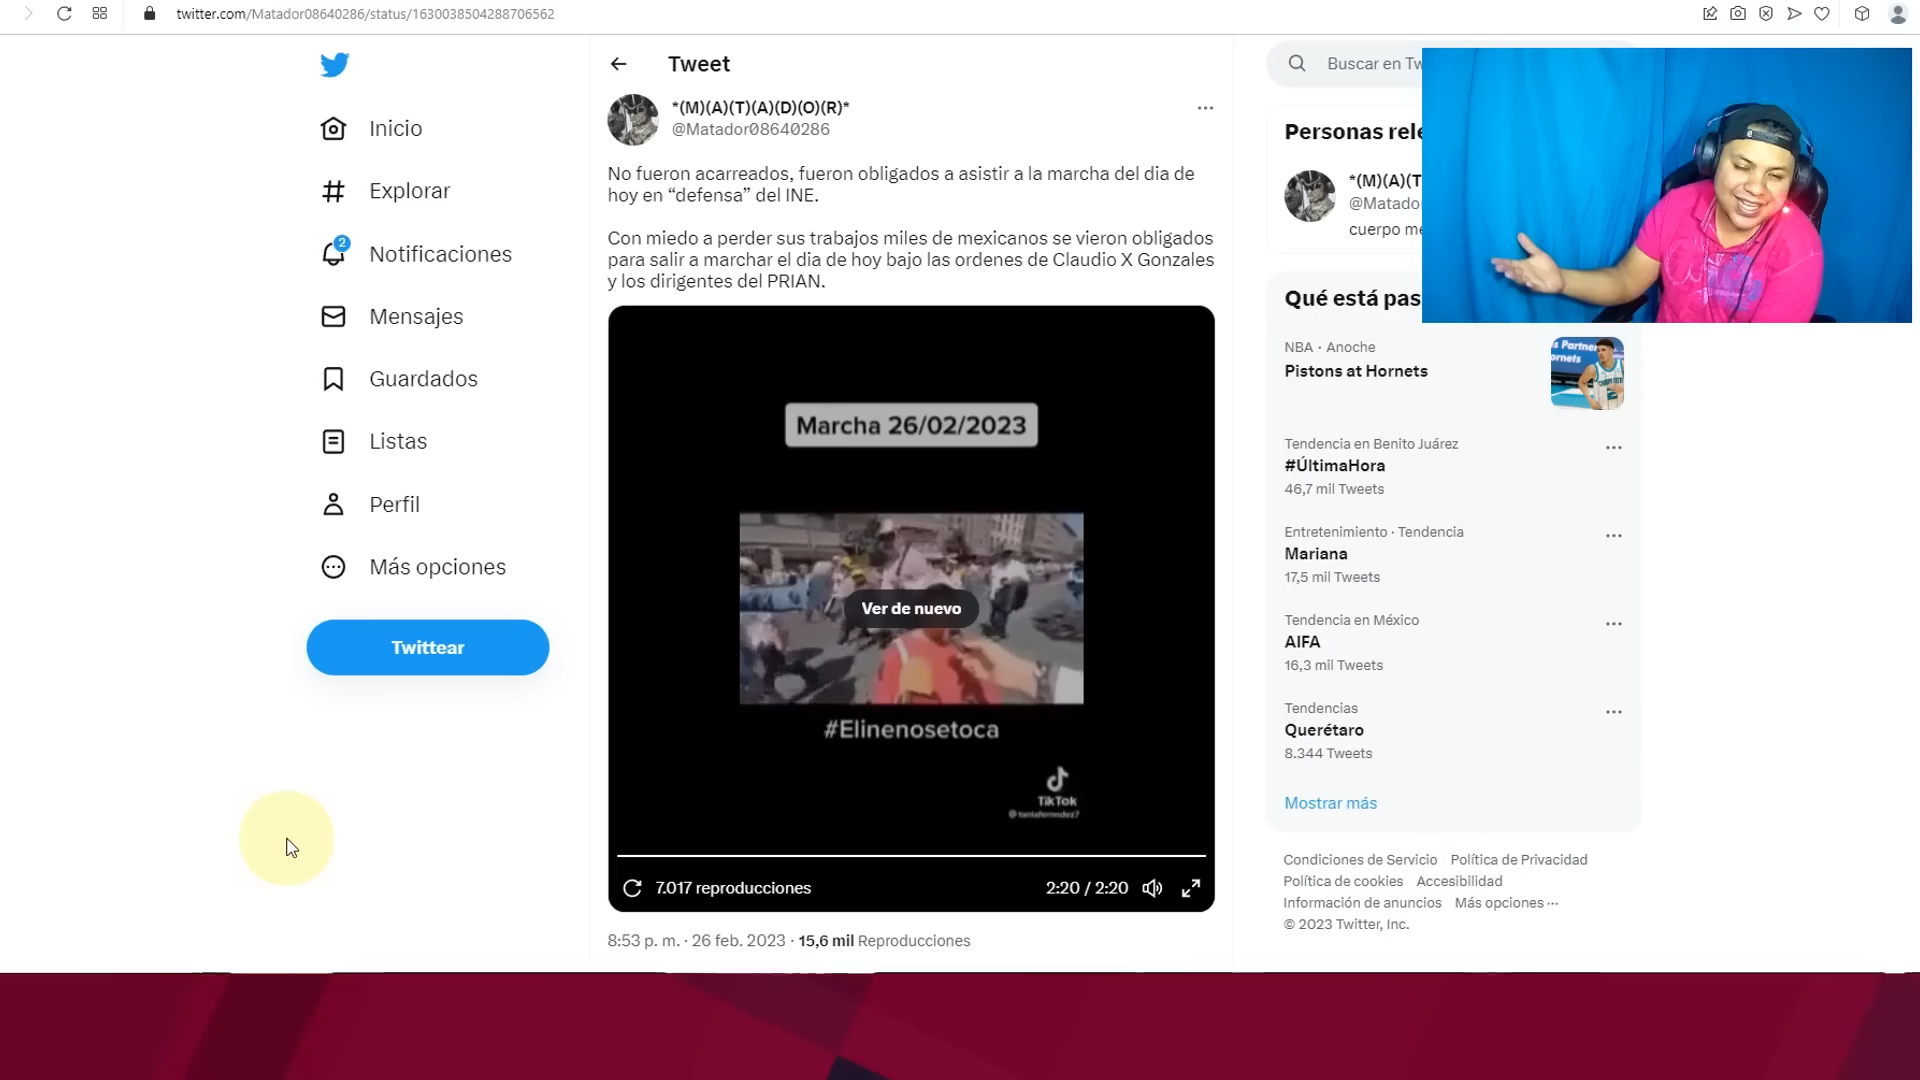 twitter.com/Matador08640286/status/1630038504288706562
Inicio
Explorar
2
Notificaciones
Mensajes
Guardados
Listas
Perfil
Más opciones
Twittear
Tweet
*(M)(A)(T)(A)(D)(O)(R)*
@Matador08640286
No fueron acarreados, fueron obligados a asistir a la marcha del dia de
hoy en “defensa” del INE.
Con miedo a perder sus trabajos miles de mexicanos se vieron obligados
para salir a marchar el dia de hoy bajo las ordenes de Claudio X Gonzales
y los dirigentes del PRIAN.
Marcha 26/02/2023
Ver de nuevo
#Elinenosetoca
TikTok
7.017 reproducciones
2:20 / 2:20
8:53 p. m. · 26 feb. 2023 · 15,6 mil Reproducciones
Buscar en Tw
Personas rele
*(M)(A)(T
@Matado
cuerpo me
Qué está pas
NBA · Anoche
Pistons at Hornets
Tendencia en Benito Juárez
#ÚltimaHora
46,7 mil Tweets
Entretenimiento · Tendencia
Mariana
17,5 mil Tweets
Tendencia en México
AIFA
16,3 mil Tweets
Tendencias
Querétaro
8.344 Tweets
Mostrar más
Condiciones de Servicio Política de Privacidad
Política de cookies Accesibilidad
Información de anuncios Más opciones ···
© 2023 Twitter, Inc.